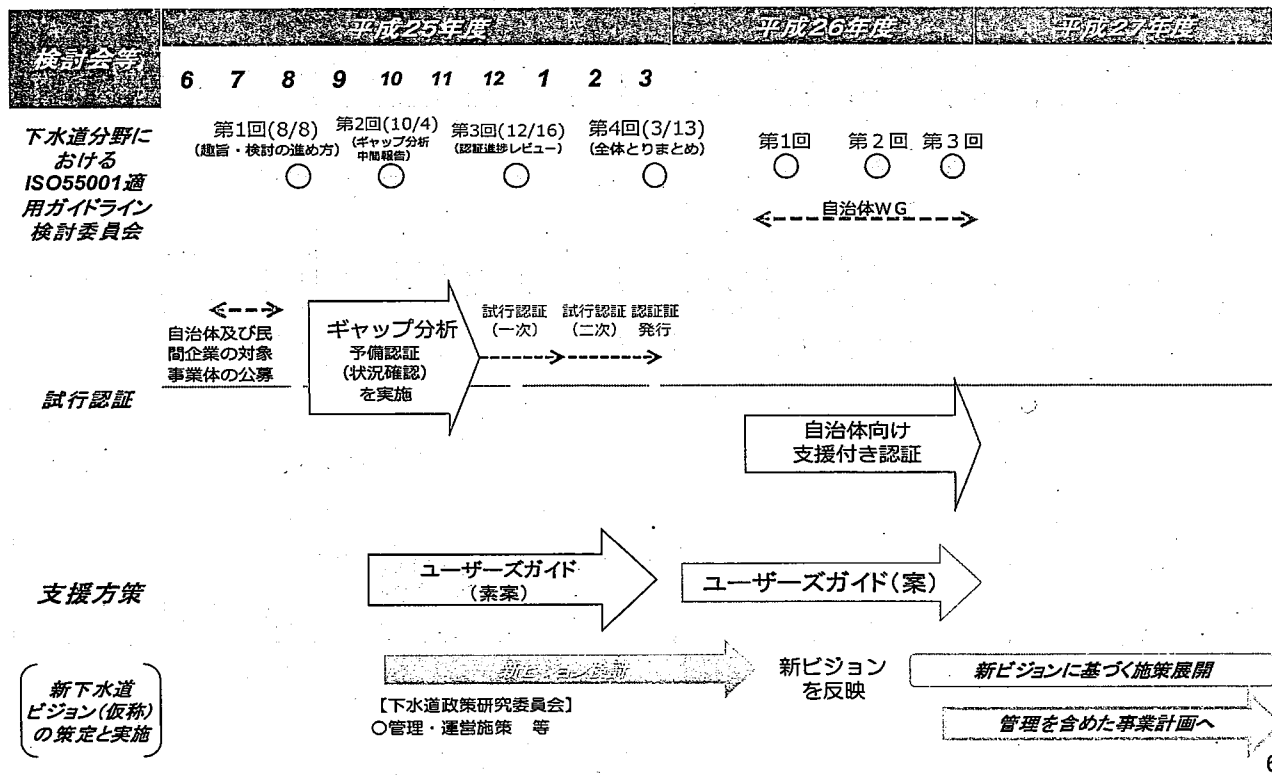 検討会等
平成25年度
平成26年度
平成27年度
6 7 8 9 10 11 12 1 2 3
下水道分野に
おける
ISO55001適
用ガイドライン
検討委員会
第1回(8/8)
(趣旨・検討の進め方)
第2回(10/4)
(ギャップ分析
中間報告)
第3回(12/16)
(認証進捗レビュー)
第4回(3/13)
(全体とりまとめ)
第1回
第2回
第3回
自治体WG
試行認証
自治体及び民
間企業の対象
事業体の公募
ギャップ分析
予備認証
(状況確認)
を実施
試行認証
(一次)
試行認証
(二次)
認証証
発行
自治体向け
支援付き認証
支援方策
ユーザーズガイド
(素案)
ユーザーズガイド(案)
新下水道
ビジョン(仮称)
の策定と実施
新ビジョン検討
【下水道政策研究委員会】
○管理・運営施策 等
新ビジョン
を反映
新ビジョンに基づく施策展開
管理を含めた事業計画へ
6